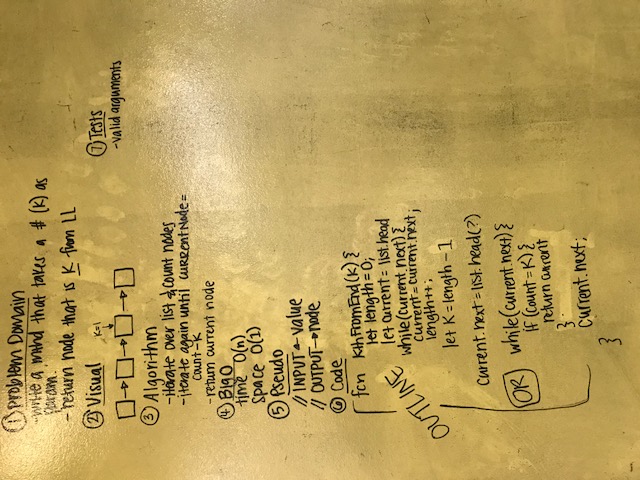 ① Problem Domain
- write a mthd that takes a # (K) as
param.
- return node that is K from LL
② Visual
K=1
③ Algorithm
- iterate over list & count nodes
- iterate again until currentNode =
count-K
- return current node
④ BigO
time O(n)
space O(1)
⑤ Pseudo
// INPUT ← value
// OUTPUT → node
⑥ Code
OUTLINE
fcn KthFromEnd(K) {
let length = 0;
let current = list.head
while(current.next) {
current = current.next;
length++;
let K = length - 1
current.next = list.head(?)
OR
while(current.next) {
if (count = K) {
return current
}
current.next;
}
⑦ Tests
- valid arguments